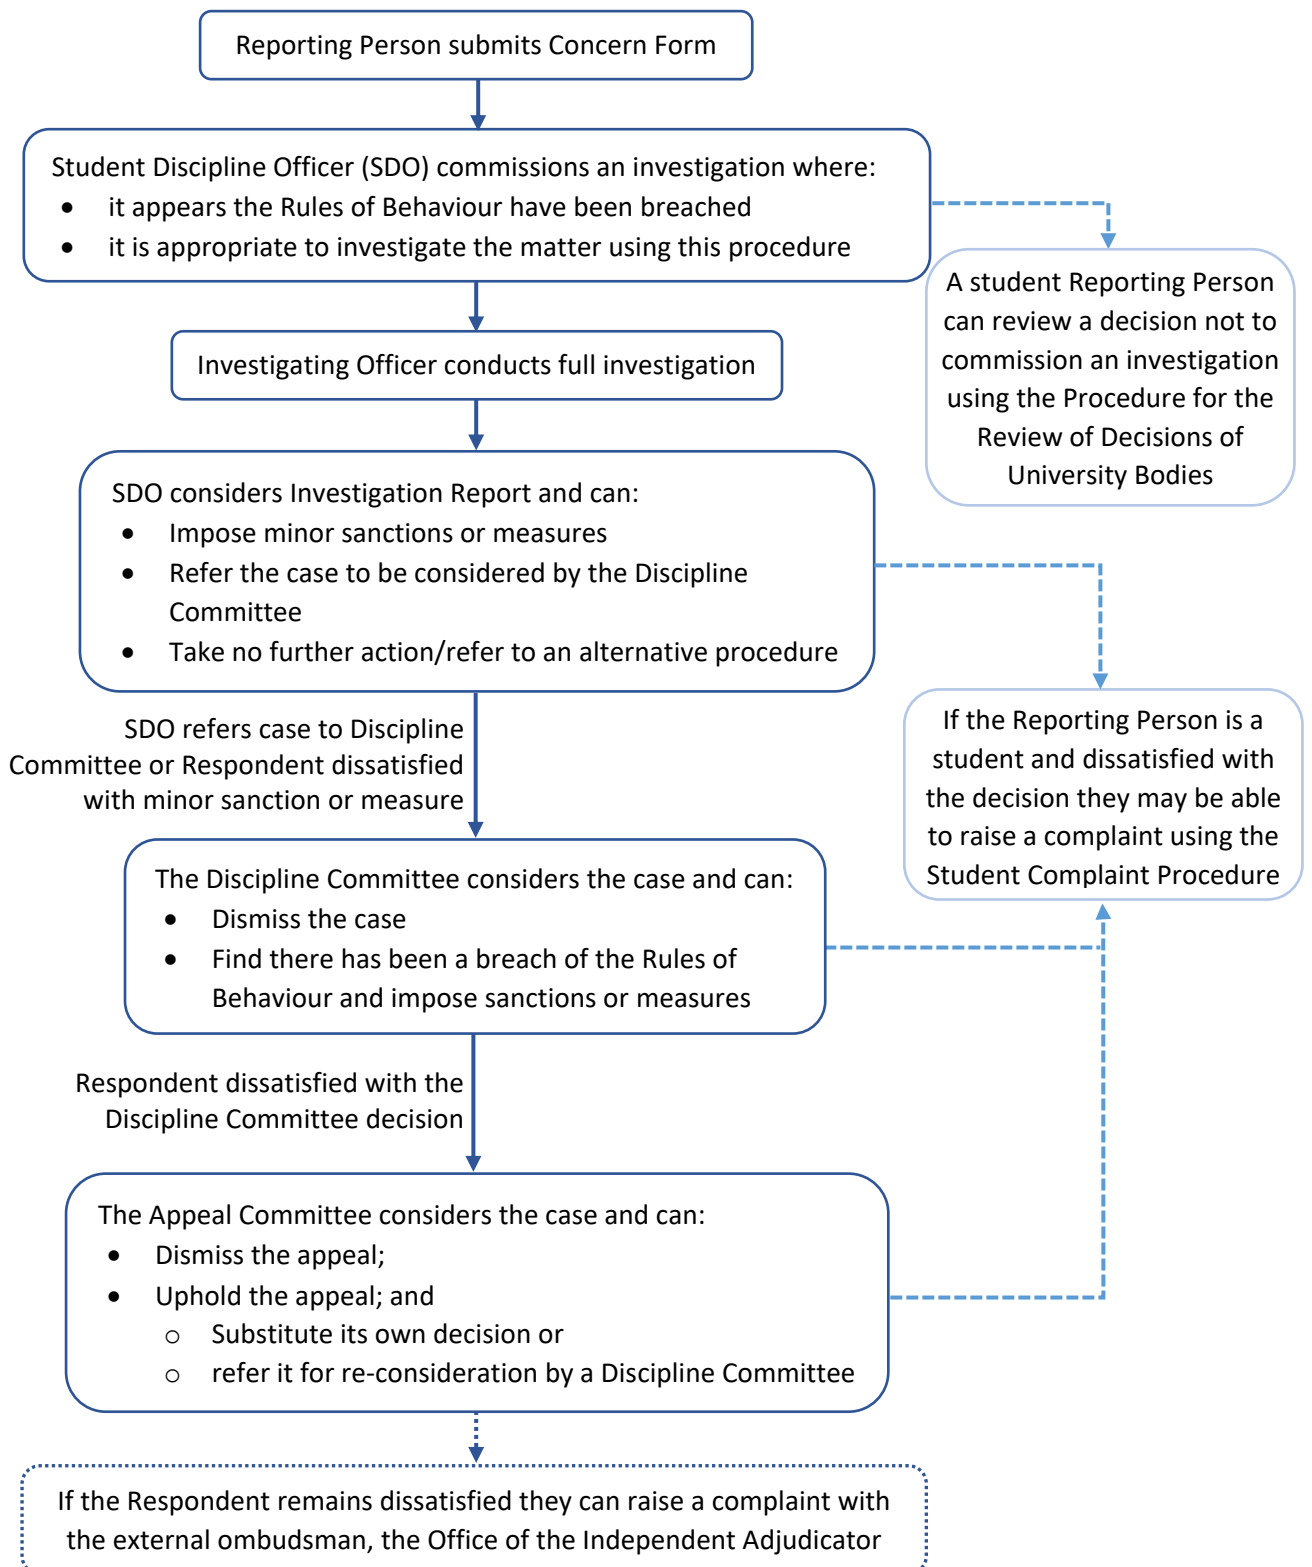 Reporting Person submits Concern Form
Student Discipline Officer (SDO) commissions an investigation where:
• it appears the Rules of Behaviour have been breached
• it is appropriate to investigate the matter using this procedure
A student Reporting Person
can review a decision not to
commission an investigation
using the Procedure for the
Review of Decisions of
University Bodies
Investigating Officer conducts full investigation
SDO considers Investigation Report and can:
• Impose minor sanctions or measures
• Refer the case to be considered by the Discipline
Committee
• Take no further action/refer to an alternative procedure
If the Reporting Person is a
student and dissatisfied with
the decision they may be able
to raise a complaint using the
Student Complaint Procedure
SDO refers case to Discipline
Committee or Respondent dissatisfied
with minor sanction or measure
The Discipline Committee considers the case and can:
• Dismiss the case
• Find there has been a breach of the Rules of
Behaviour and impose sanctions or measures
Respondent dissatisfied with the
Discipline Committee decision
The Appeal Committee considers the case and can:
• Dismiss the appeal;
• Uphold the appeal; and
o Substitute its own decision or
o refer it for re-consideration by a Discipline Committee
If the Respondent remains dissatisfied they can raise a complaint with
the external ombudsman, the Office of the Independent Adjudicator